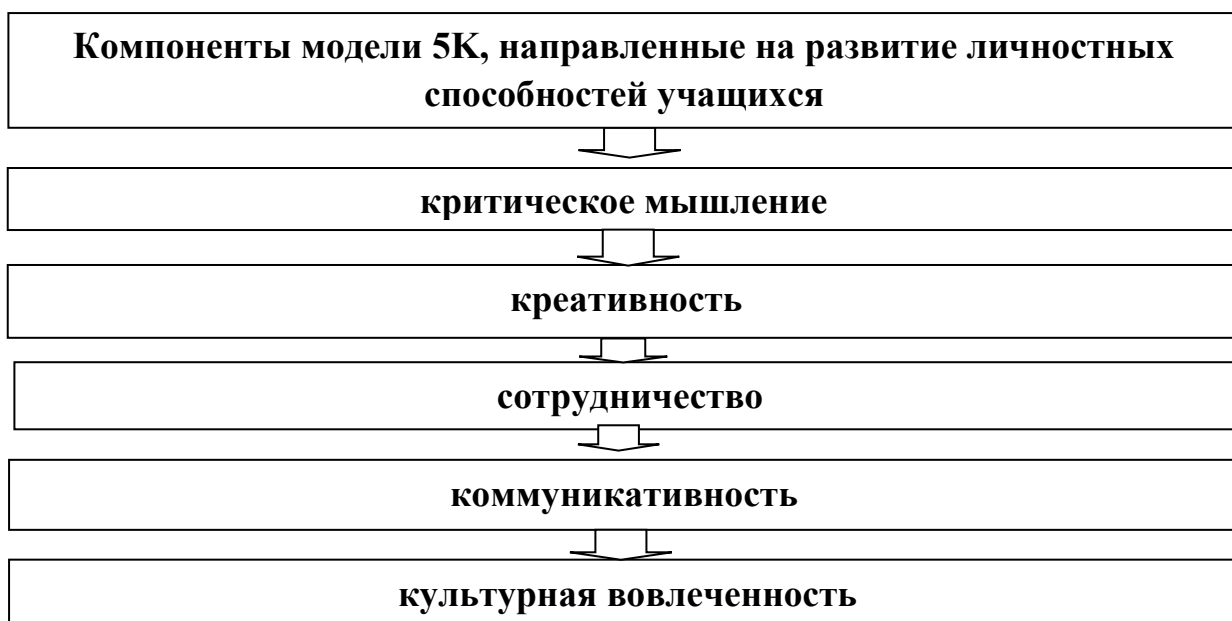 Компоненты модели 5К, направленные на развитие личностных
способностей учащихся
критическое мышление
креативность
сотрудничество
коммуникативность
культурная вовлеченность